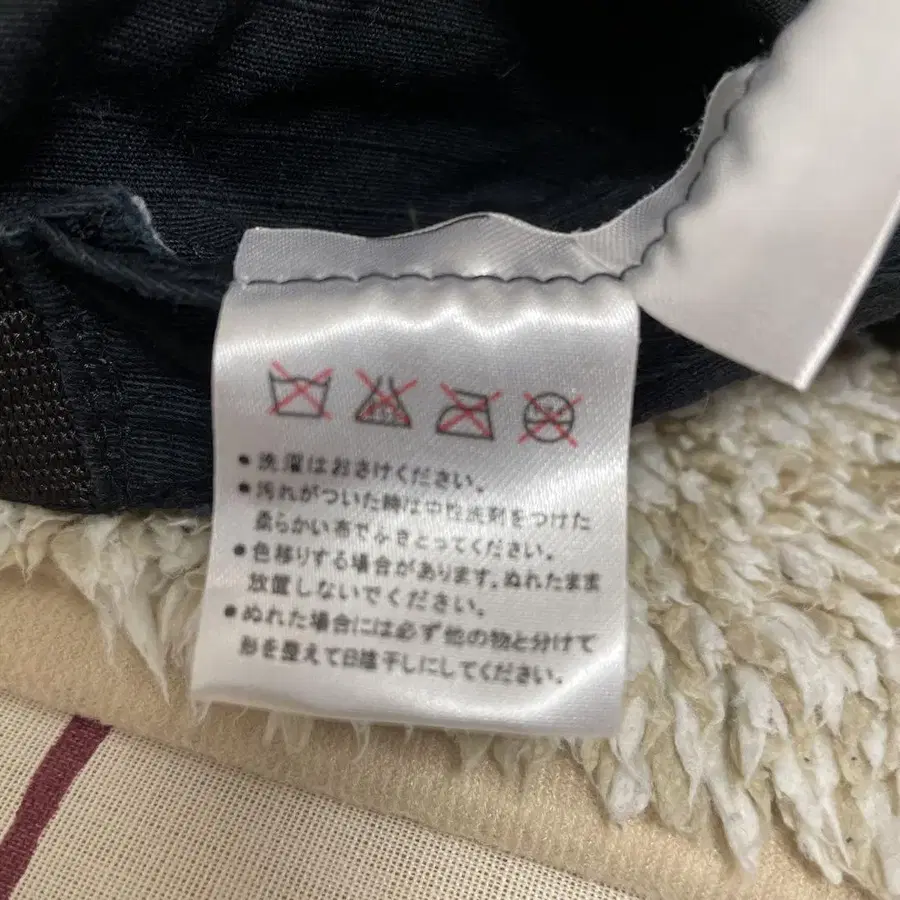 ●洗濯はおさけください。
●汚れがついた時は中性洗剤をつけた
柔らかい布でふきとってください。
●色移りする場合があります。ぬれたまま
放置しないでください。
●ぬれた場合には必ず他の物と分けて
形を整えて日陰干しにしてください。